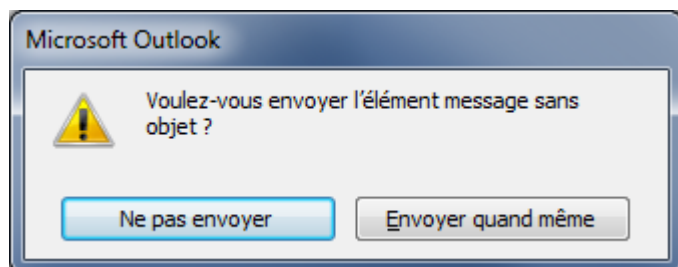 Microsoft Outlook
Voulez-vous envoyer l'élément message sans
objet ?
Ne pas envoyer
Envoyer quand même